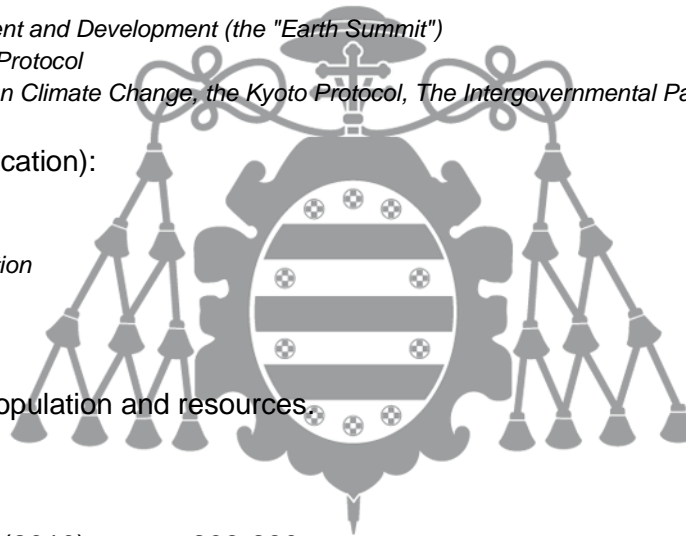 ent and Development (the "Earth Summit")
Protocol
n Climate Change, the Kyoto Protocol, The Intergovernmental Pa
cation):
tion
opulation and resources.